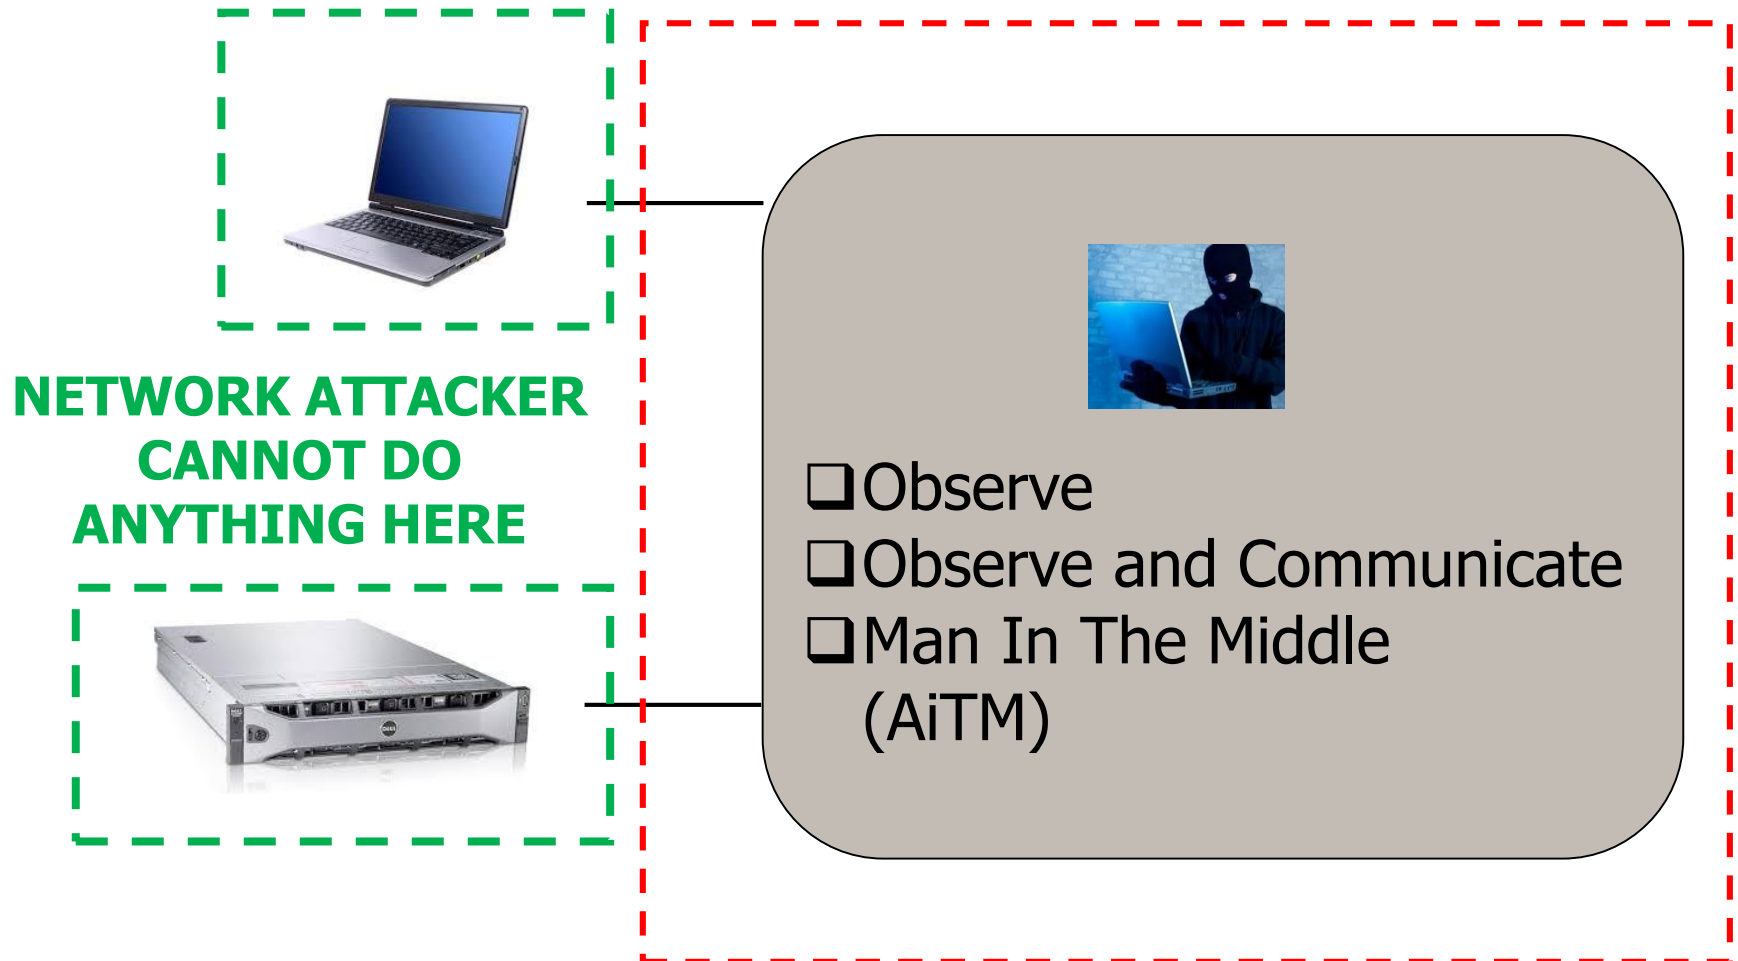 NETWORK ATTACKER
CANNOT DO
ANYTHING HERE
❑Observe
❑Observe and Communicate
❑Man In The Middle
(AiTM)